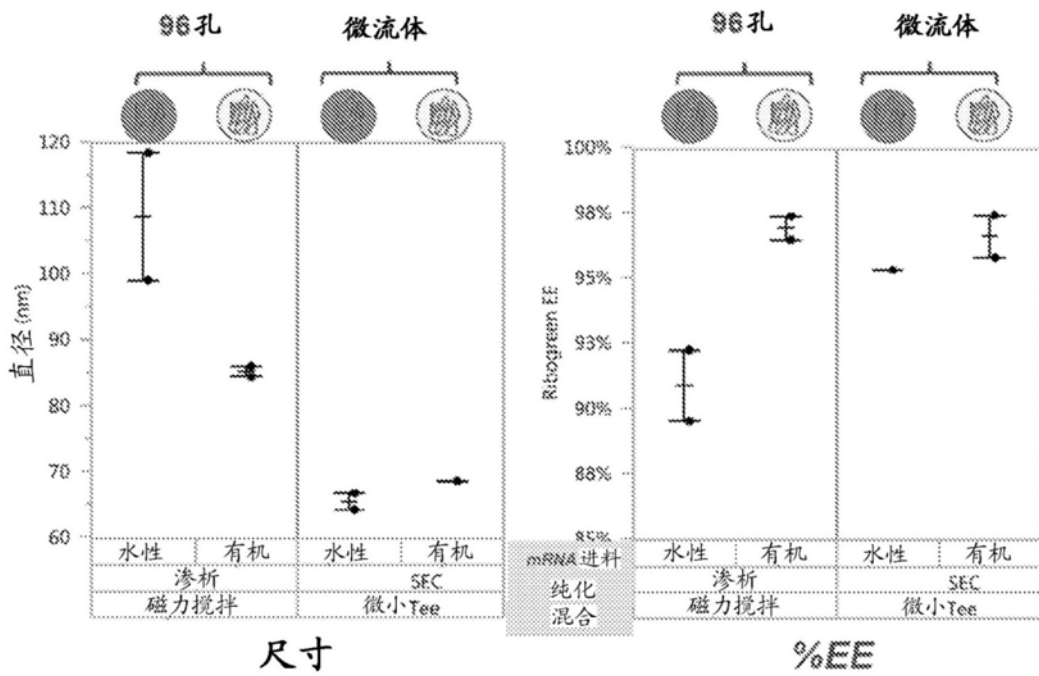 96孔 微流体 96孔 微流体
120
110
100
90
80
70
60
直径 (nm)
100%
98%
95%
93%
90%
88%
85%
Ribogreen EE
水性 有机 水性 有机 mRNA 进料 水性 有机 水性 有机
渗析 SEC 纯化 渗析 SEC
磁力搅拌 微小Tee 混合 磁力搅拌 微小Tee
尺寸 %EE